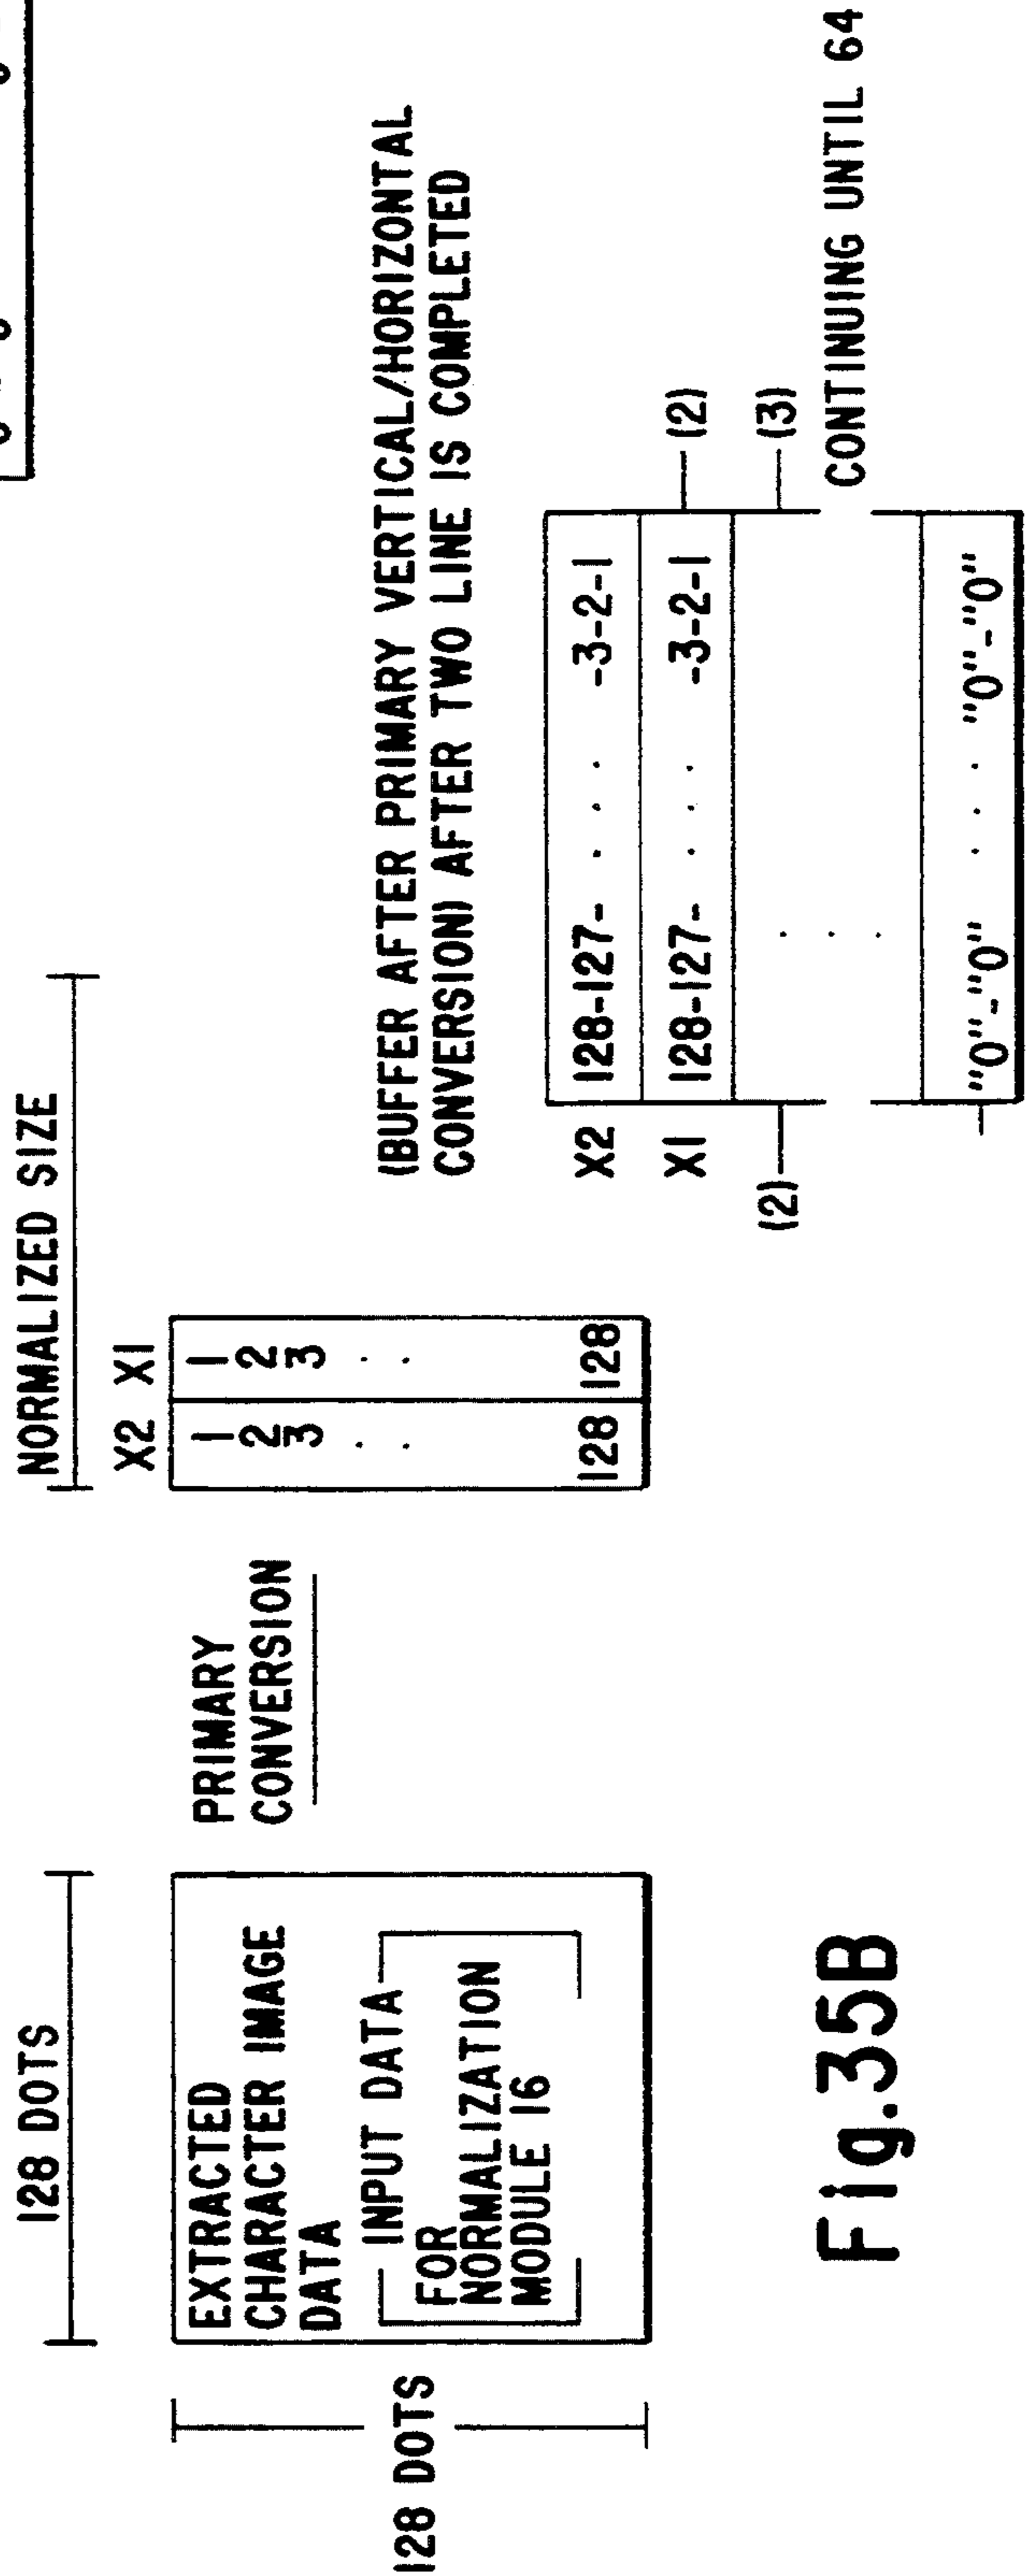 128 DOTS
128 DOTS
EXTRACTED
CHARACTER IMAGE
DATA
INPUT DATA
FOR
NORMALIZATION
MODULE 16
PRIMARY
CONVERSION
NORMALIZED SIZE
X2 X1
1 1
2 2
3 3
. .
. .
128 128
(BUFFER AFTER PRIMARY VERTICAL/HORIZONTAL
CONVERSION) AFTER TWO LINE IS COMPLETED
X2 128-127- . . . -3-2-1
X1 128-127- . . . -3-2-1 (2)
(2) (3)
.
.
.
CONTINUING UNTIL 64
"0"-"0" . . . "0"-"0"
Fig.35B